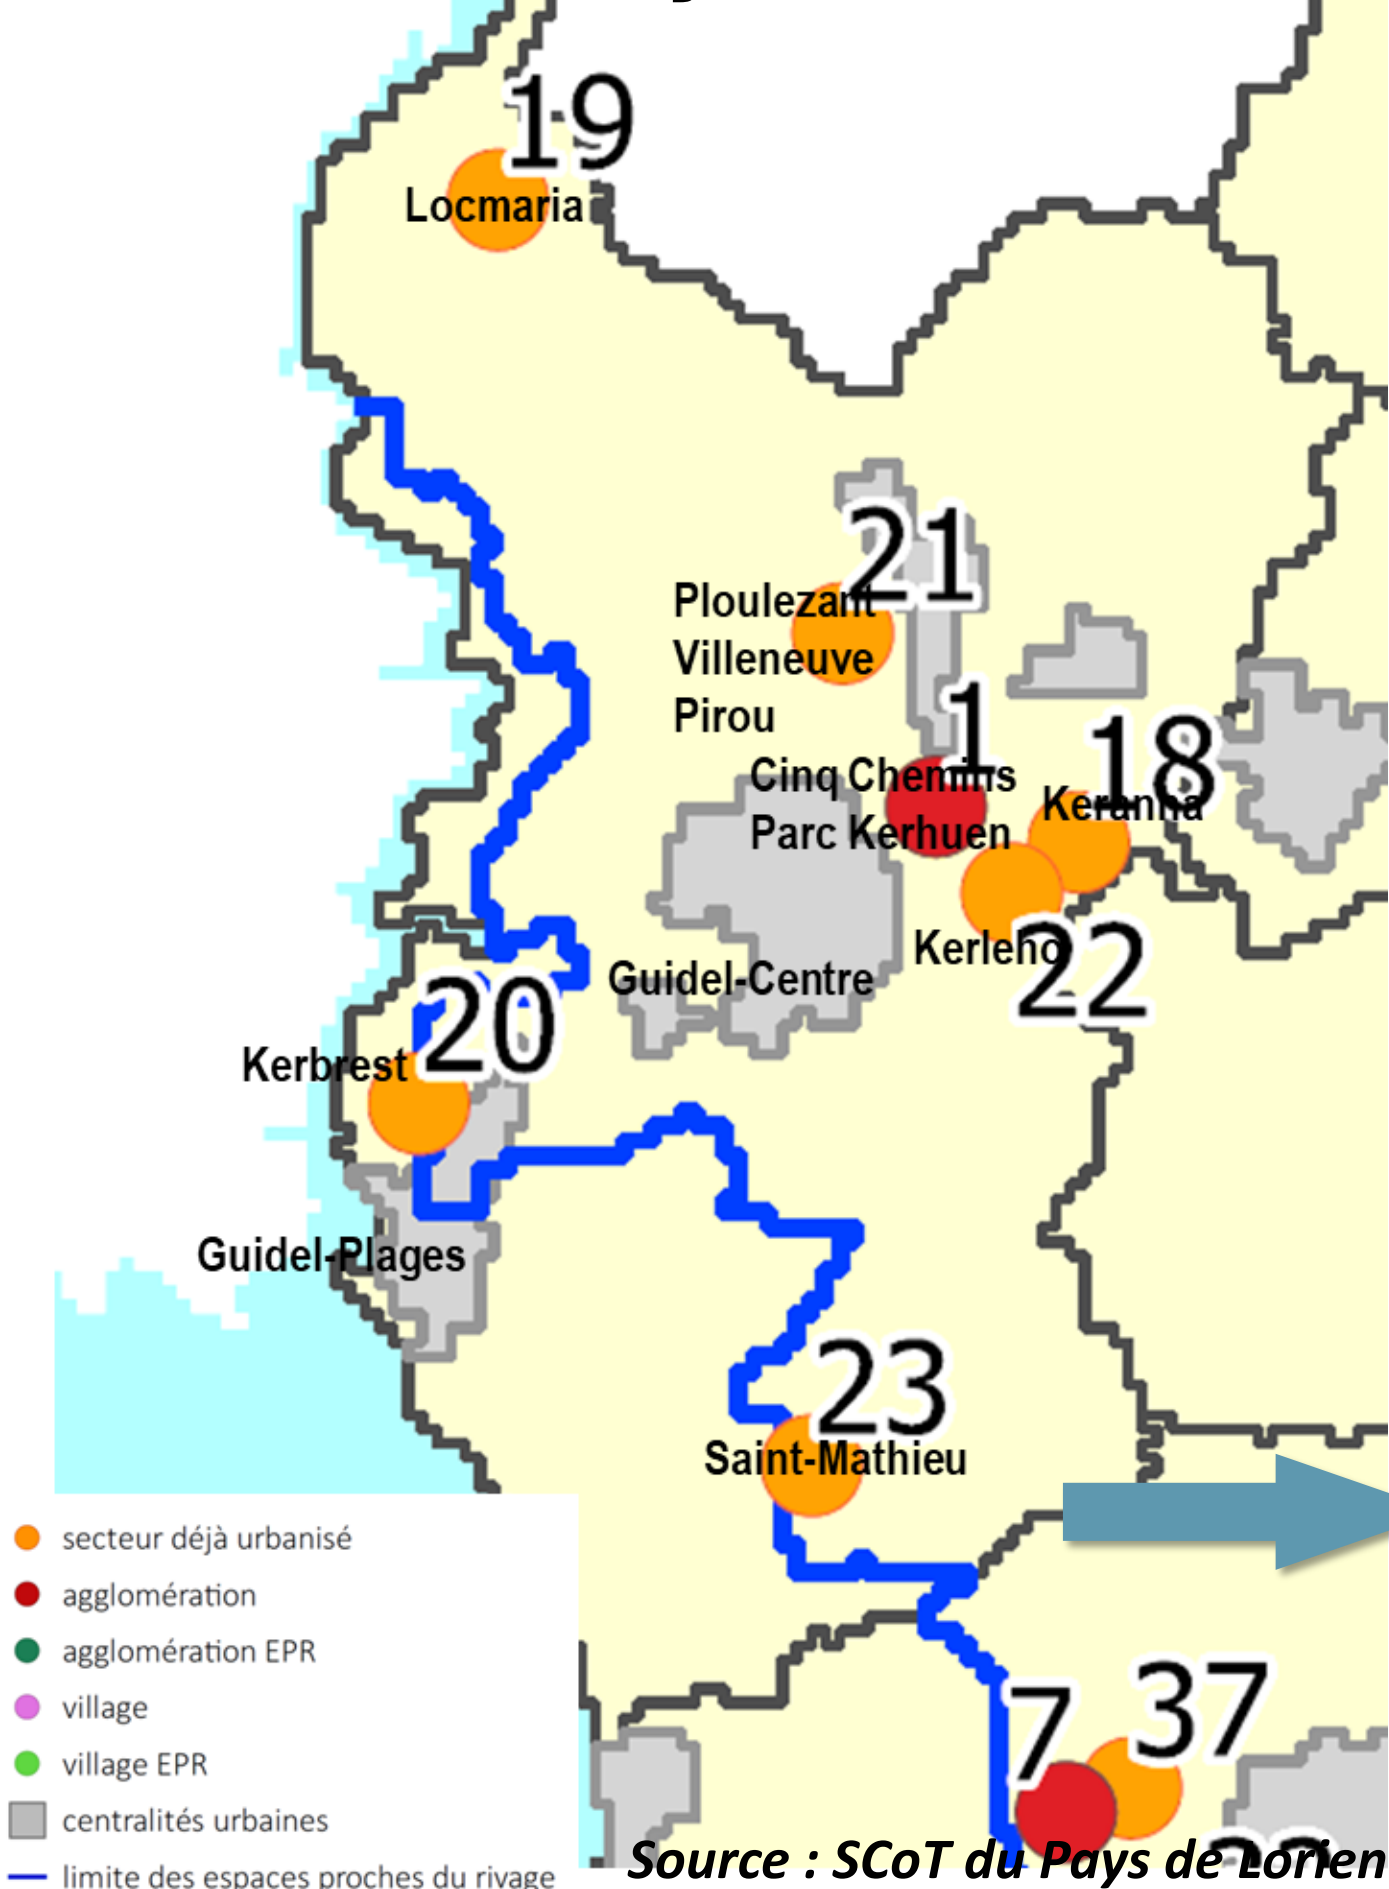 19
Locmaria
21
Ploulezant
Villeneuve
Pirou
1
18
Cinq Chemins
Keranna
Parc Kerhuen
Kerleho
22
Guidel-Centre
20
Kerbrest
Guidel-Plages
23
Saint-Mathieu
secteur déjà urbanisé
agglomération
agglomération EPR
village
village EPR
centralités urbaines
limite des espaces proches du rivage
37
7
Source : SCoT du Pays de Lorien